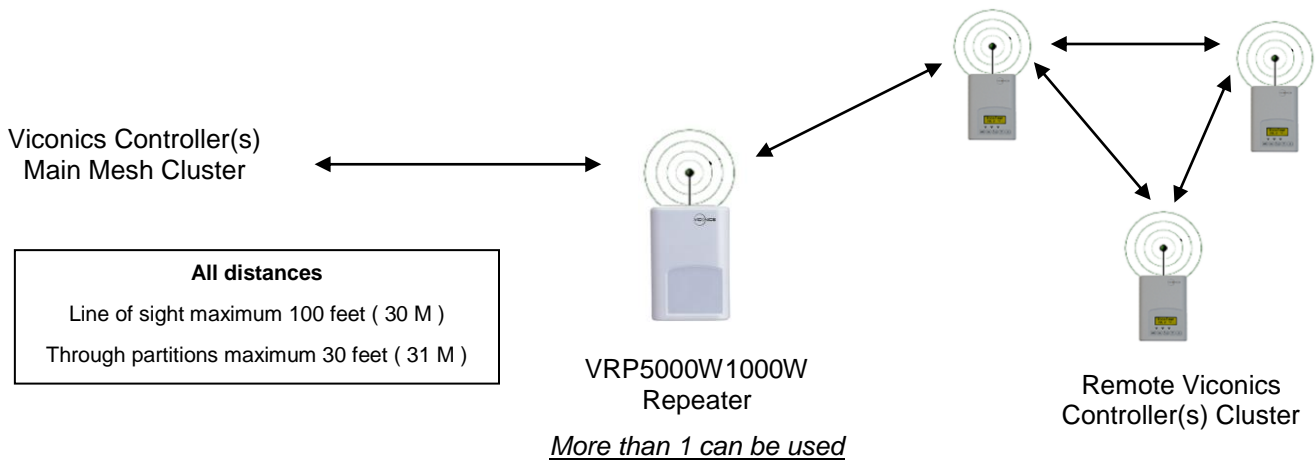 Viconics Controller(s)
Main Mesh Cluster
All distances
Line of sight maximum 100 feet ( 30 M )
Through partitions maximum 30 feet ( 31 M )
VRP5000W1000W
Repeater
More than 1 can be used
Remote Viconics
Controller(s) Cluster